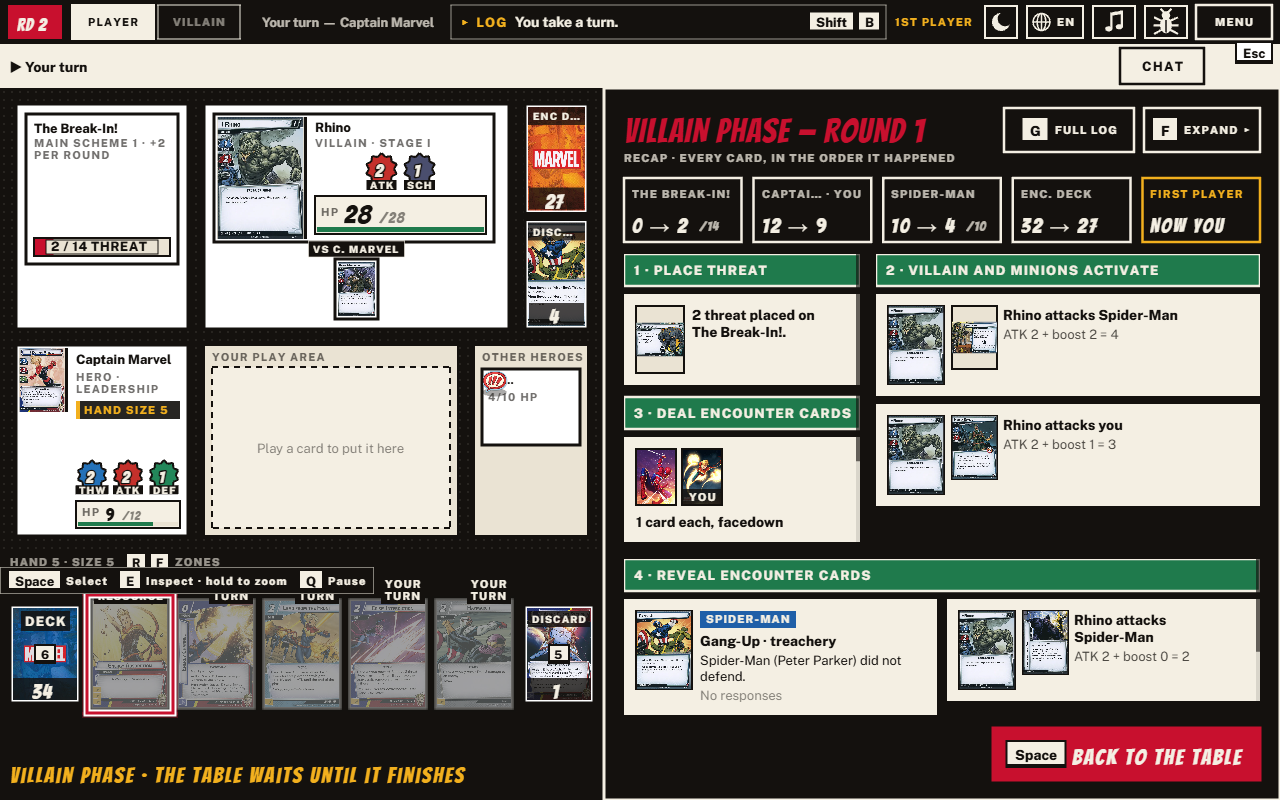 RD 2
PLAYER
VILLAIN
Your turn — Captain Marvel
▸ LOG You take a turn.
Shift B
1ST PLAYER
EN
MENU
Esc
▶ Your turn
CHAT
The Break-In!
MAIN SCHEME 1 · +2
PER ROUND
2 / 14 THREAT
Rhino
VILLAIN · STAGE I
2
ATK
1
SCH
HP 28 /28
VS C. MARVEL
ENC D...
MARVEL
27
DISC...
4
Captain Marvel
HERO ·
LEADERSHIP
HAND SIZE 5
2
THW
2
ATK
1
DEF
HP 9 /12
YOUR PLAY AREA
Play a card to put it here
OTHER HEROES
4/10 HP
HAND 5 · SIZE 5 R F ZONES
Space Select E Inspect · hold to zoom Q Pause
YOUR
TURN
YOUR
TURN
DECK
6
34
DISCARD
5
1
VILLAIN PHASE · THE TABLE WAITS UNTIL IT FINISHES
VILLAIN PHASE — ROUND 1
RECAP · EVERY CARD, IN THE ORDER IT HAPPENED
G FULL LOG
F EXPAND ▸
THE BREAK-IN!
0 → 2 /14
CAPTAI... · YOU
12 → 9
SPIDER-MAN
10 → 4 /10
ENC. DECK
32 → 27
FIRST PLAYER
NOW YOU
1 · PLACE THREAT
2 threat placed on
The Break-In!.
2 · VILLAIN AND MINIONS ACTIVATE
Rhino attacks Spider-Man
ATK 2 + boost 2 = 4
Rhino attacks you
ATK 2 + boost 1 = 3
3 · DEAL ENCOUNTER CARDS
YOU
1 card each, facedown
4 · REVEAL ENCOUNTER CARDS
SPIDER-MAN
Gang-Up · treachery
Spider-Man (Peter Parker) did not
defend.
No responses
Rhino attacks
Spider-Man
ATK 2 + boost 0 = 2
Space BACK TO THE TABLE